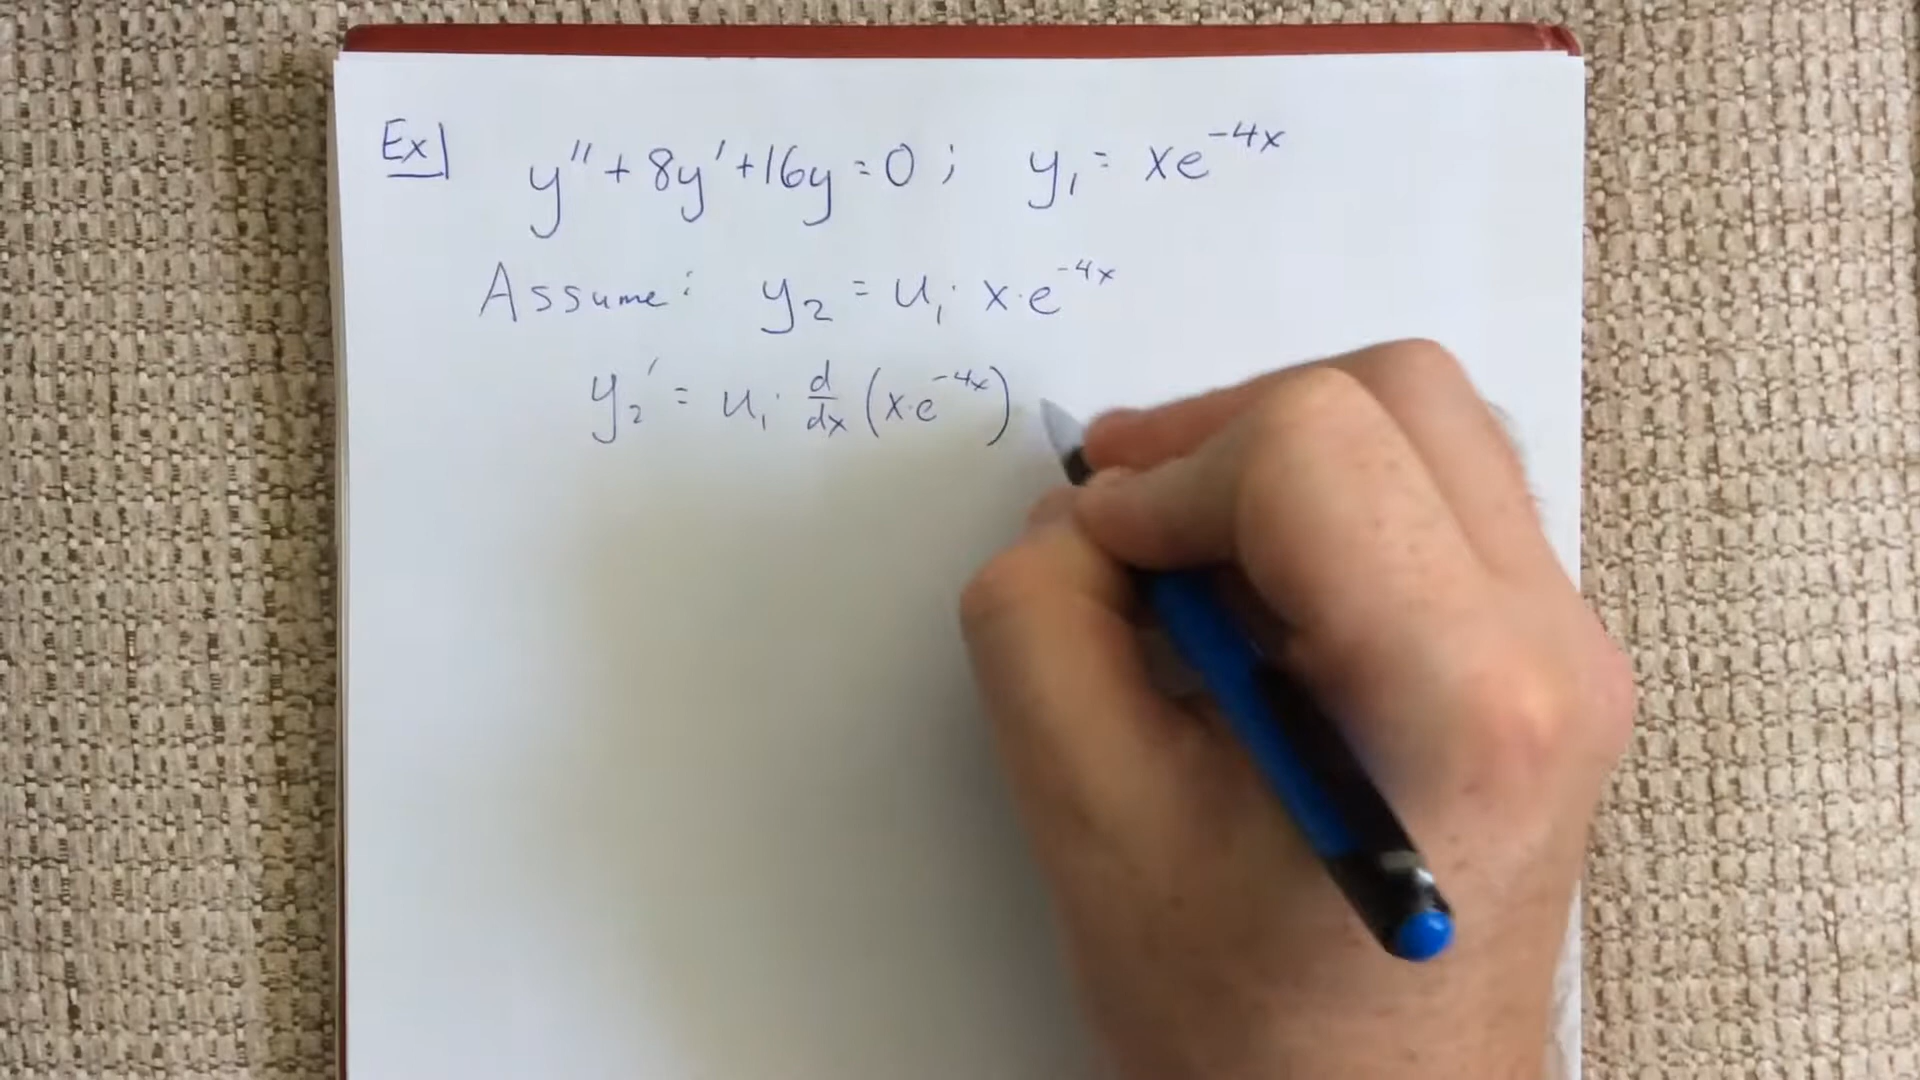 Ex] y'' + 8y' + 16y = 0 ; y₁ = xe⁻⁴ˣ
Assume: y₂ = u₁ · x·e⁻⁴ˣ
y₂' = u₁ · d/dx (x·e⁻⁴ˣ)